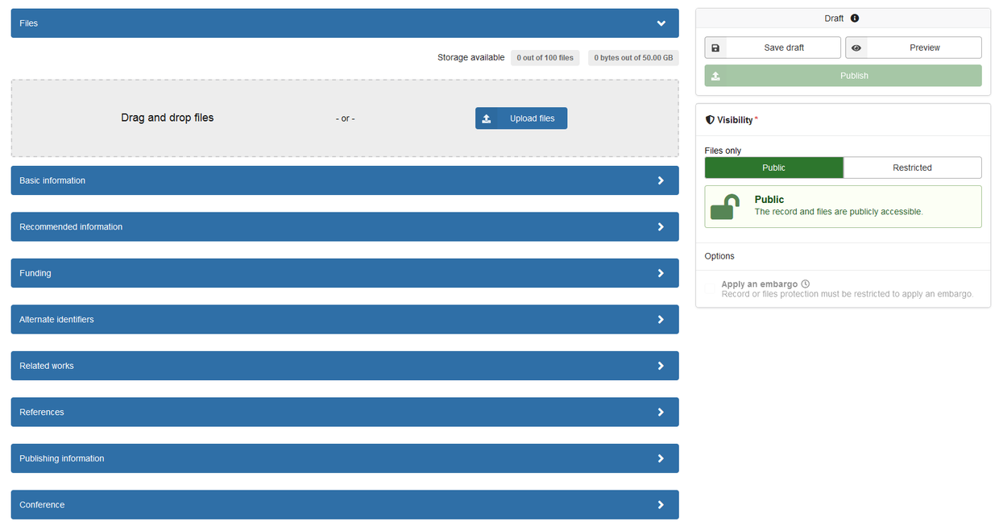 Files
Storage available 0 out of 100 files 0 bytes out of 50.00 GB
Drag and drop files - or - Upload files
Basic information
Recommended information
Funding
Alternate identifiers
Related works
References
Publishing information
Conference
Draft
Save draft Preview
Publish
Visibility *
Files only
Public Restricted
Public
The record and files are publicly accessible.
Options
Apply an embargo
Record or files protection must be restricted to apply an embargo.